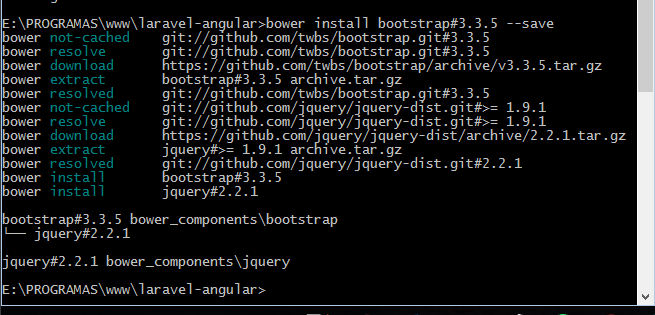 E:\PROGRAMAS\www\laravel-angular>bower install bootstrap#3.3.5 --save
bower not-cached    git://github.com/twbs/bootstrap.git#3.3.5
bower resolve       git://github.com/twbs/bootstrap.git#3.3.5
bower download      https://github.com/twbs/bootstrap/archive/v3.3.5.tar.gz
bower extract       bootstrap#3.3.5 archive.tar.gz
bower resolved      git://github.com/twbs/bootstrap.git#3.3.5
bower not-cached    git://github.com/jquery/jquery-dist.git#>= 1.9.1
bower resolve       git://github.com/jquery/jquery-dist.git#>= 1.9.1
bower download      https://github.com/jquery/jquery-dist/archive/2.2.1.tar.gz
bower extract       jquery#>= 1.9.1 archive.tar.gz
bower resolved      git://github.com/jquery/jquery-dist.git#2.2.1
bower install       bootstrap#3.3.5
bower install       jquery#2.2.1
bootstrap#3.3.5 bower_components\bootstrap
└── jquery#2.2.1
jquery#2.2.1 bower_components\jquery
E:\PROGRAMAS\www\laravel-angular>